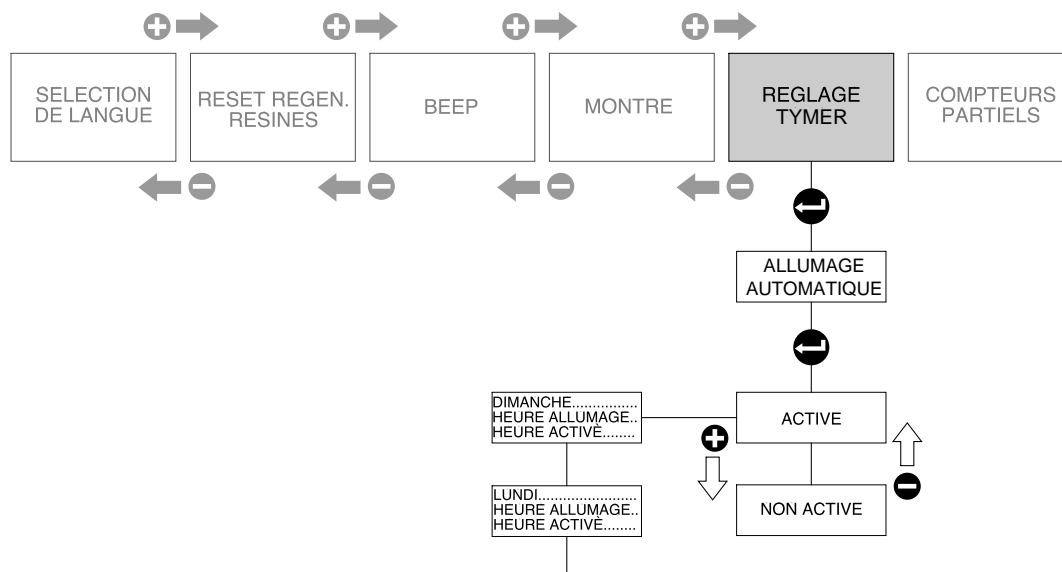 SELECTION
DE LANGUE
RESET REGEN.
RESINES
BEEP
MONTRE
REGLAGE
TYMER
COMPTEURS
PARTIELS
ALLUMAGE
AUTOMATIQUE
DIMANCHE................
HEURE ALLUMAGE..
HEURE ACTIVÈ........
ACTIVE
LUNDI........................
HEURE ALLUMAGE..
HEURE ACTIVÈ........
NON ACTIVE